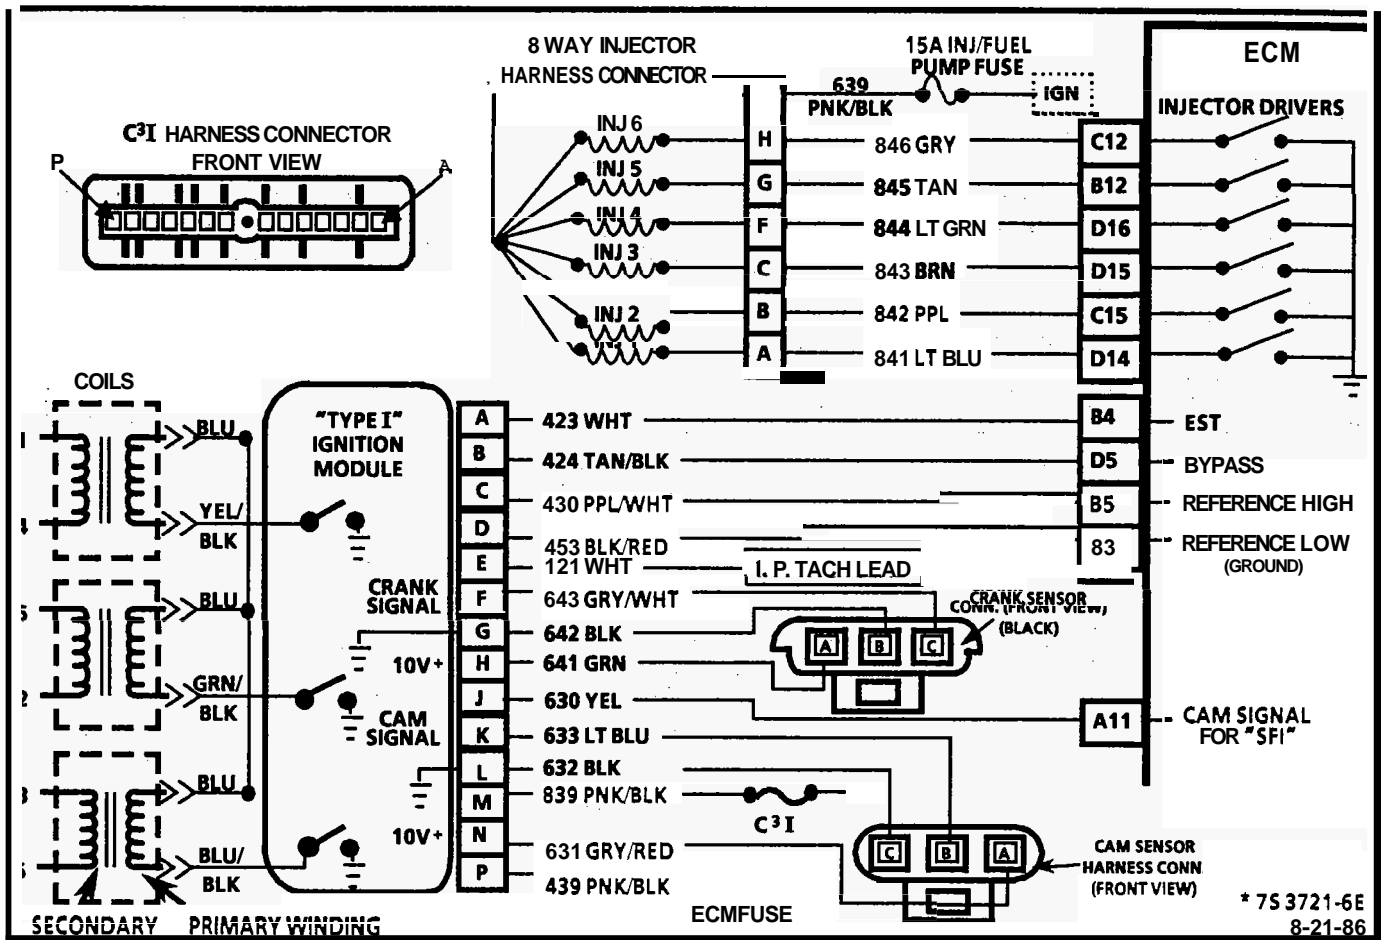 8 WAY INJECTOR
HARNESS CONNECTOR
15A INJ/FUEL
PUMP FUSE
ECM
639
PNK/BLK
IGN
INJECTOR DRIVERS
C³I HARNESS CONNECTOR
FRONT VIEW
P
A
INJ 6
H
846 GRY
C12
INJ 5
G
845 TAN
B12
INJ 4
F
844 LT GRN
D16
INJ 3
C
843 BRN
D15
INJ 2
B
842 PPL
C15
A
841 LT BLU
D14
COILS
BLU
YEL/
BLK
BLU
GRN/
BLK
BLU
BLU/
BLK
SECONDARY
PRIMARY WINDING
"TYPE I"
IGNITION
MODULE
CRANK
SIGNAL
10V+
CAM
SIGNAL
10V+
A
423 WHT
B4
EST
B
424 TAN/BLK
D5
BYPASS
C
430 PPL/WHT
B5
REFERENCE HIGH
D
453 BLK/RED
83
REFERENCE LOW
(GROUND)
E
121 WHT
I. P. TACH LEAD
F
643 GRY/WHT
CRANK SENSOR
CONN. (FRONT VIEW)
(BLACK)
G
642 BLK
A
B
C
H
641 GRN
J
630 YEL
A11
CAM SIGNAL
FOR "SFI"
K
633 LT BLU
L
632 BLK
M
839 PNK/BLK
C³I
N
631 GRY/RED
P
439 PNK/BLK
ECMFUSE
C
B
A
CAM SENSOR
HARNESS CONN
(FRONT VIEW)
* 7S 3721-6E
8-21-86